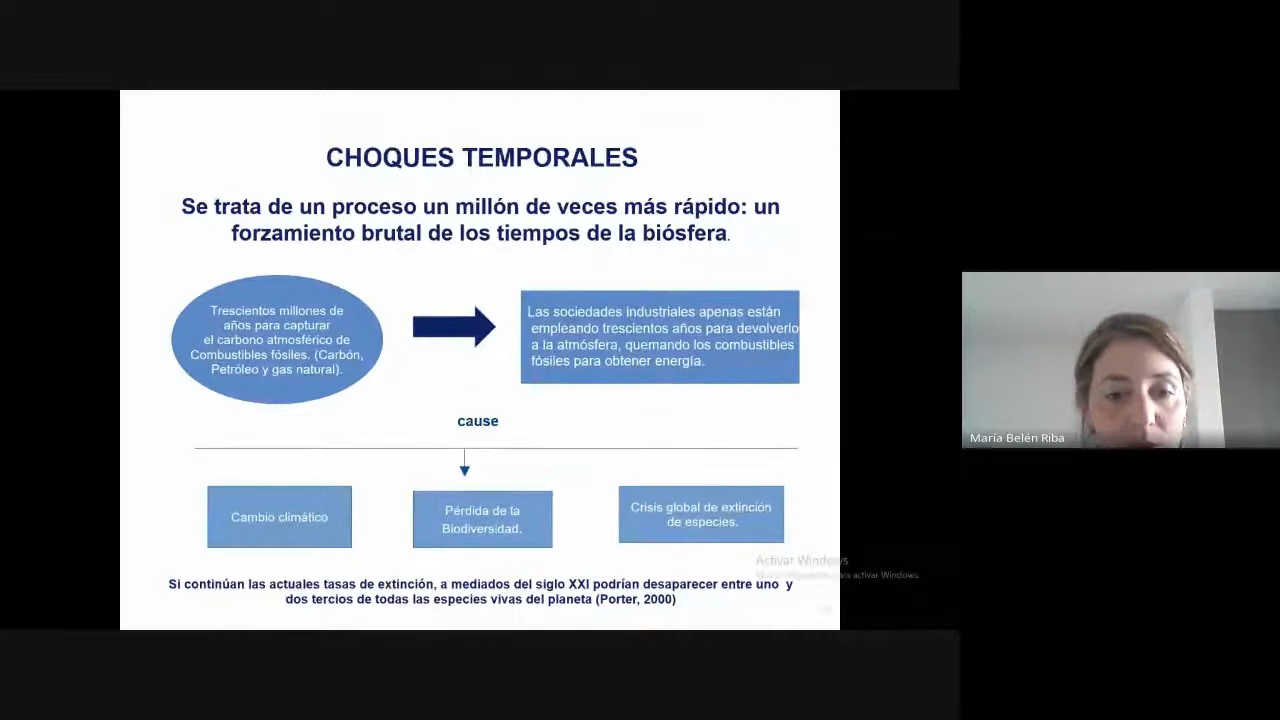 CHOQUES TEMPORALES
Se trata de un proceso un millón de veces más rápido: un
forzamiento brutal de los tiempos de la biósfera.
Trescientos millones de
años para capturar
el carbono atmosférico de
Combustibles fósiles. (Carbón,
Petróleo y gas natural).
Las sociedades industriales apenas están
empleando trescientos años para devolverlo
a la atmósfera, quemando los combustibles
fósiles para obtener energía.
cause
Cambio climático
Pérdida de la
Biodiversidad.
Crisis global de extinción
de especies.
Si continúan las actuales tasas de extinción, a mediados del siglo XXI podrían desaparecer entre uno y
dos tercios de todas las especies vivas del planeta (Porter, 2000)
Activar Windows
para activar Windows.
María Belén Riba